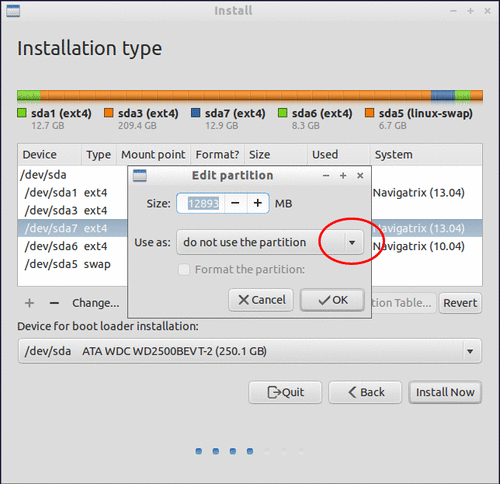 Install
Installation type
sda1 (ext4) sda3 (ext4) sda7 (ext4) sda6 (ext4) sda5 (linux-swap)
12.7 GB 209.4 GB 12.9 GB 8.3 GB 6.7 GB
Device Type Mount point Format? Size Used System
/dev/sda
/dev/sda1 ext4 Navigatrix (13.04)
/dev/sda3 ext4
/dev/sda7 ext4 Navigatrix (13.04)
/dev/sda6 ext4 Navigatrix (10.04)
/dev/sda5 swap
Edit partition
Size: 12893 − + MB
Use as: do not use the partition
Format the partition:
Cancel OK
+ − Change... tion Table... Revert
Device for boot loader installation:
/dev/sda ATA WDC WD2500BEVT-2 (250.1 GB)
Quit Back Install Now